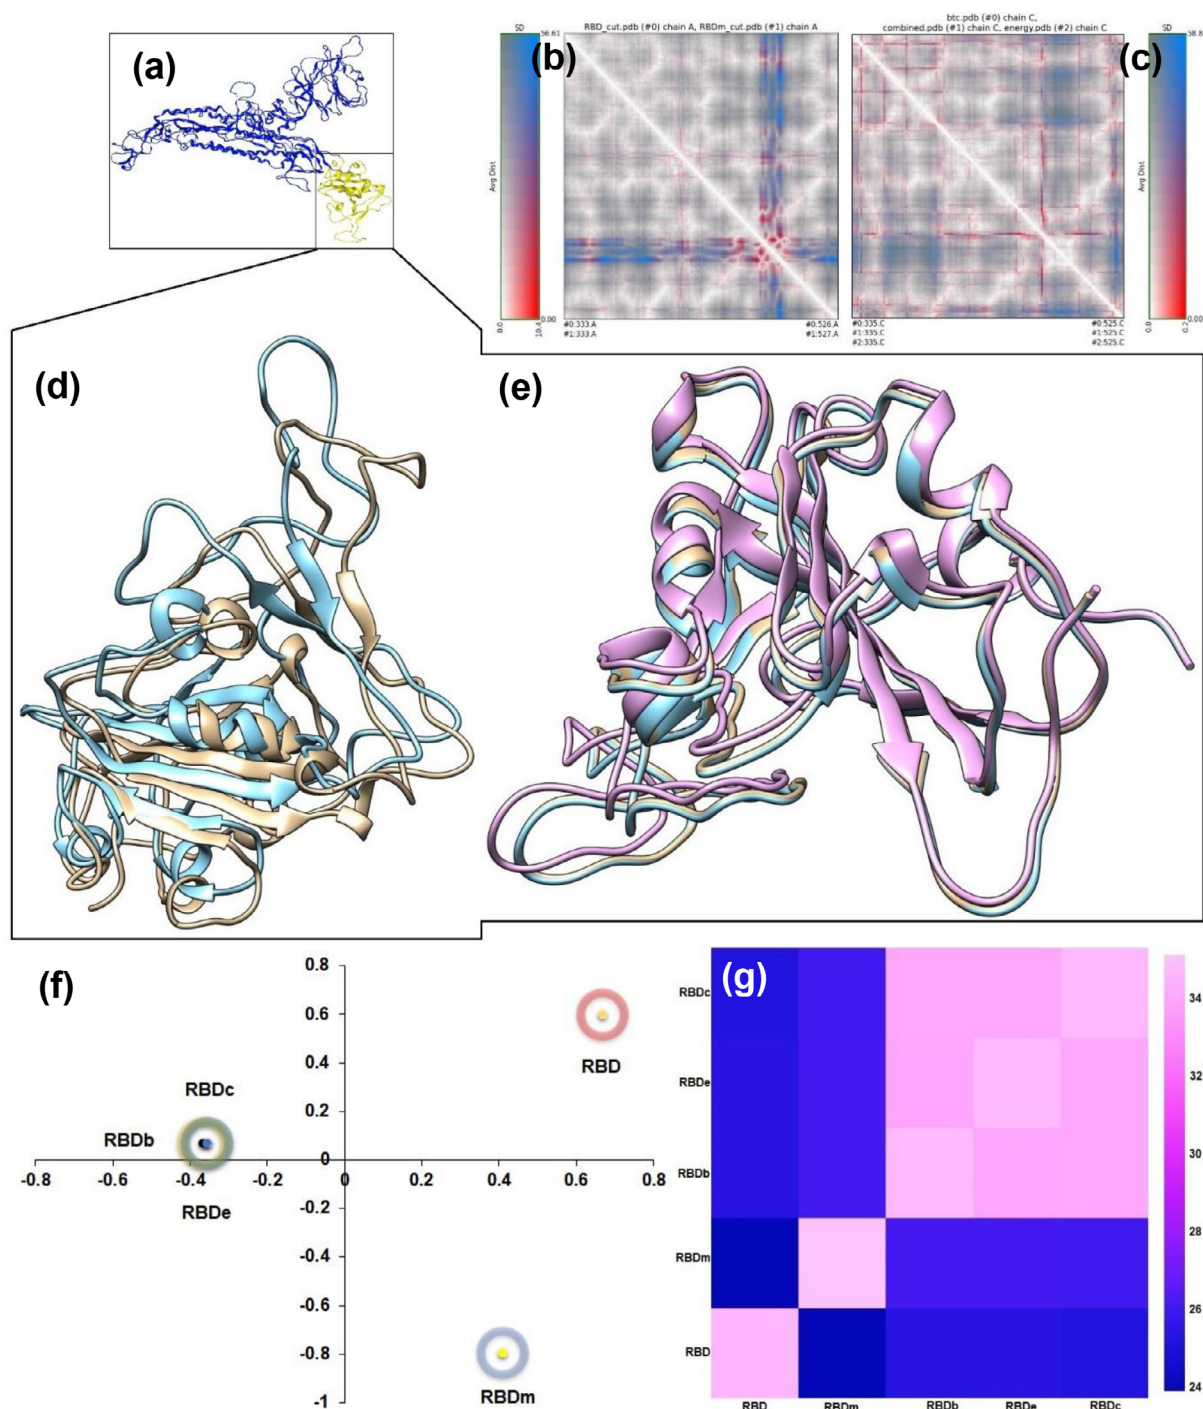 (a)
SD
56.61
Avg Dist
0.00
0.0
10.4
RBD_cut.pdb (#0) chain A, RBDm_cut.pdb (#1) chain A
(b)
#0:333.A
#1:333.A
#0:526.A
#1:527.A
btc.pdb (#0) chain C,
combined.pdb (#1) chain C, energy.pdb (#2) chain C
(c)
#0:335.C
#1:335.C
#2:335.C
#0:525.C
#1:525.C
#2:525.C
SD
58.8
Avg Dist
0.00
0.0
0.2
(d)
(e)
(f)
0.8
0.6
0.4
0.2
0
-0.2
-0.4
-0.6
-0.8
-1
-0.8
-0.6
-0.4
-0.2
0
0.2
0.4
0.6
0.8
RBD
RBDc
RBDb
RBDe
RBDm
(g)
RBDc
RBDe
RBDb
RBDm
RBD
RBD
RBDm
RBDb
RBDe
RBDc
34
32
30
28
26
24